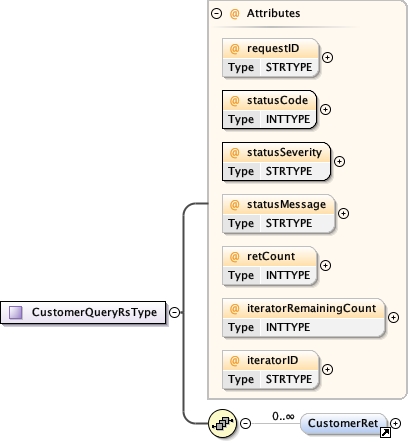 @ Attributes
@ requestID
Type STRTYPE
@ statusCode
Type INTTYPE
@ statusSeverity
Type STRTYPE
@ statusMessage
Type STRTYPE
@ retCount
Type INTTYPE
CustomerQueryRsType
@ iteratorRemainingCount
Type INTTYPE
@ iteratorID
Type STRTYPE
0..∞
CustomerRet